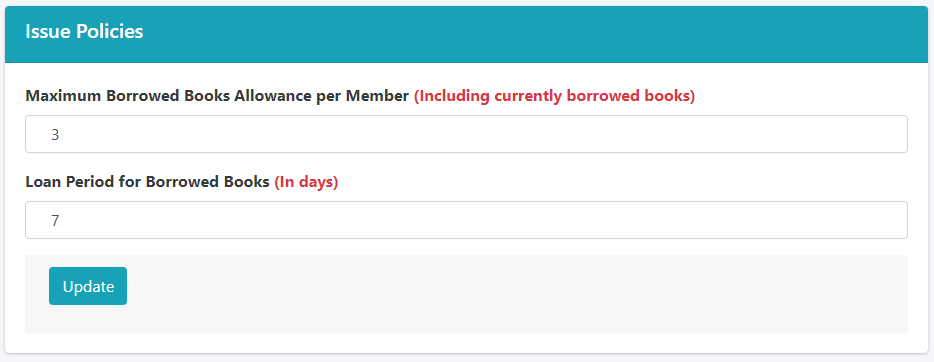 Issue Policies
Maximum Borrowed Books Allowance per Member (Including currently borrowed books)
3
Loan Period for Borrowed Books (In days)
7
Update